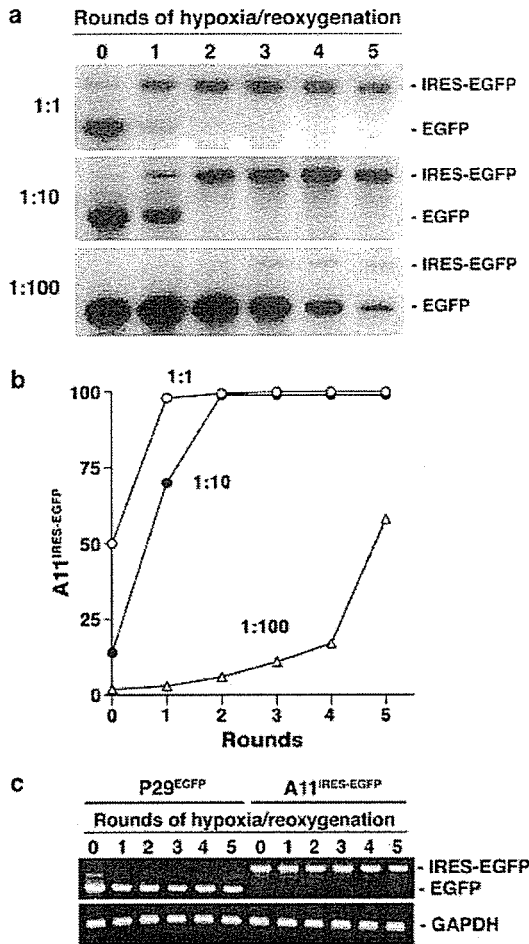 a
Rounds of hypoxia/reoxygenation
0 1 2 3 4 5
1:1
- IRES-EGFP
- EGFP
1:10
- IRES-EGFP
- EGFP
1:100
- IRES-EGFP
- EGFP
b
A11IRES-EGFP
100
75
50
25
0
1:1
1:10
1:100
0 1 2 3 4 5
Rounds
c
P29EGFP A11IRES-EGFP
Rounds of hypoxia/reoxygenation
0 1 2 3 4 5 0 1 2 3 4 5
- IRES-EGFP
- EGFP
- GAPDH